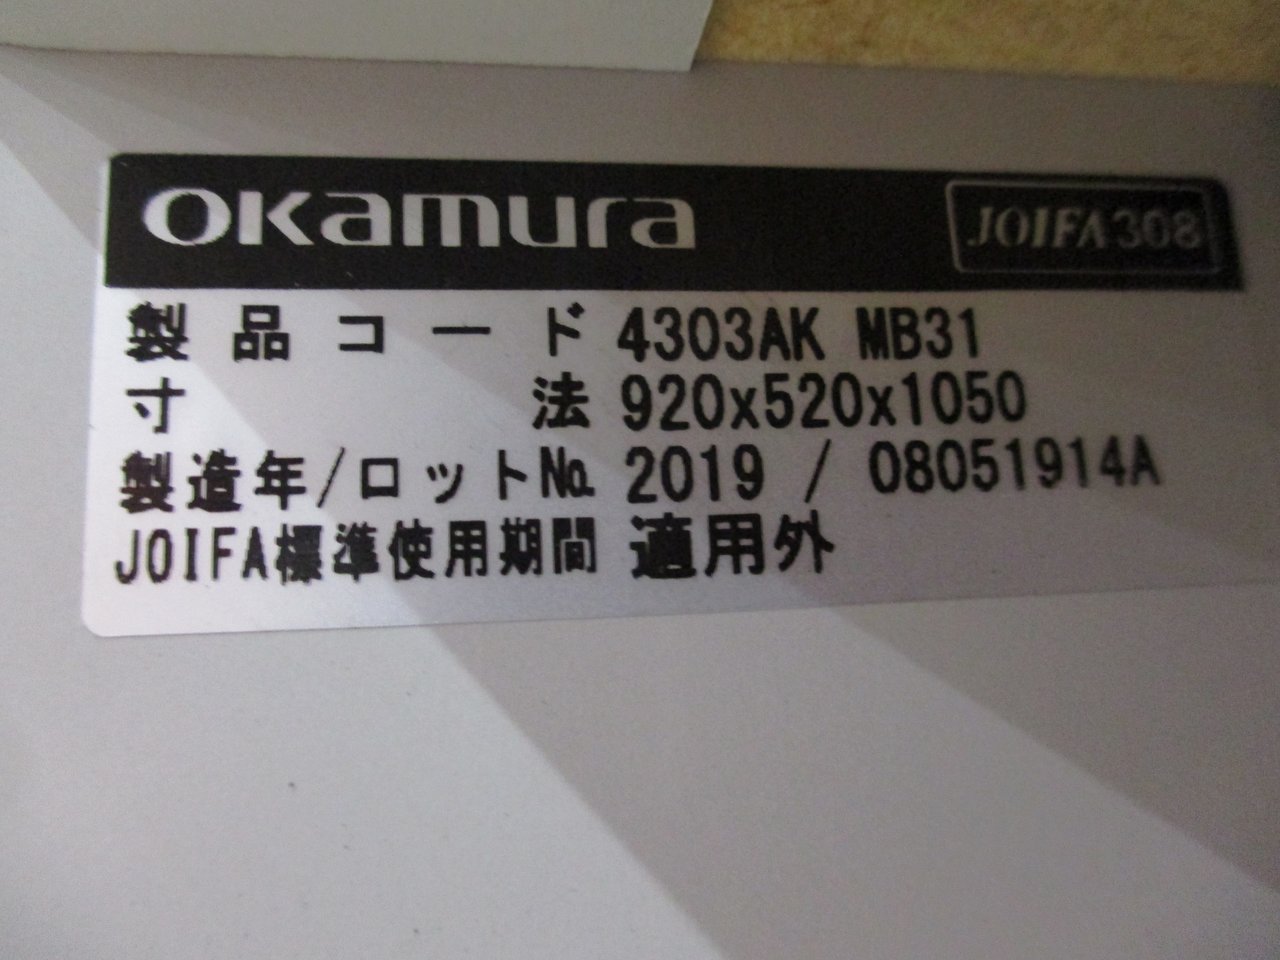 okamura JOIFA308
製品コード 4303AK MB31
寸法 920x520x1050
製造年/ロット№ 2019 / 08051914A
JOIFA標準使用期間 適用外